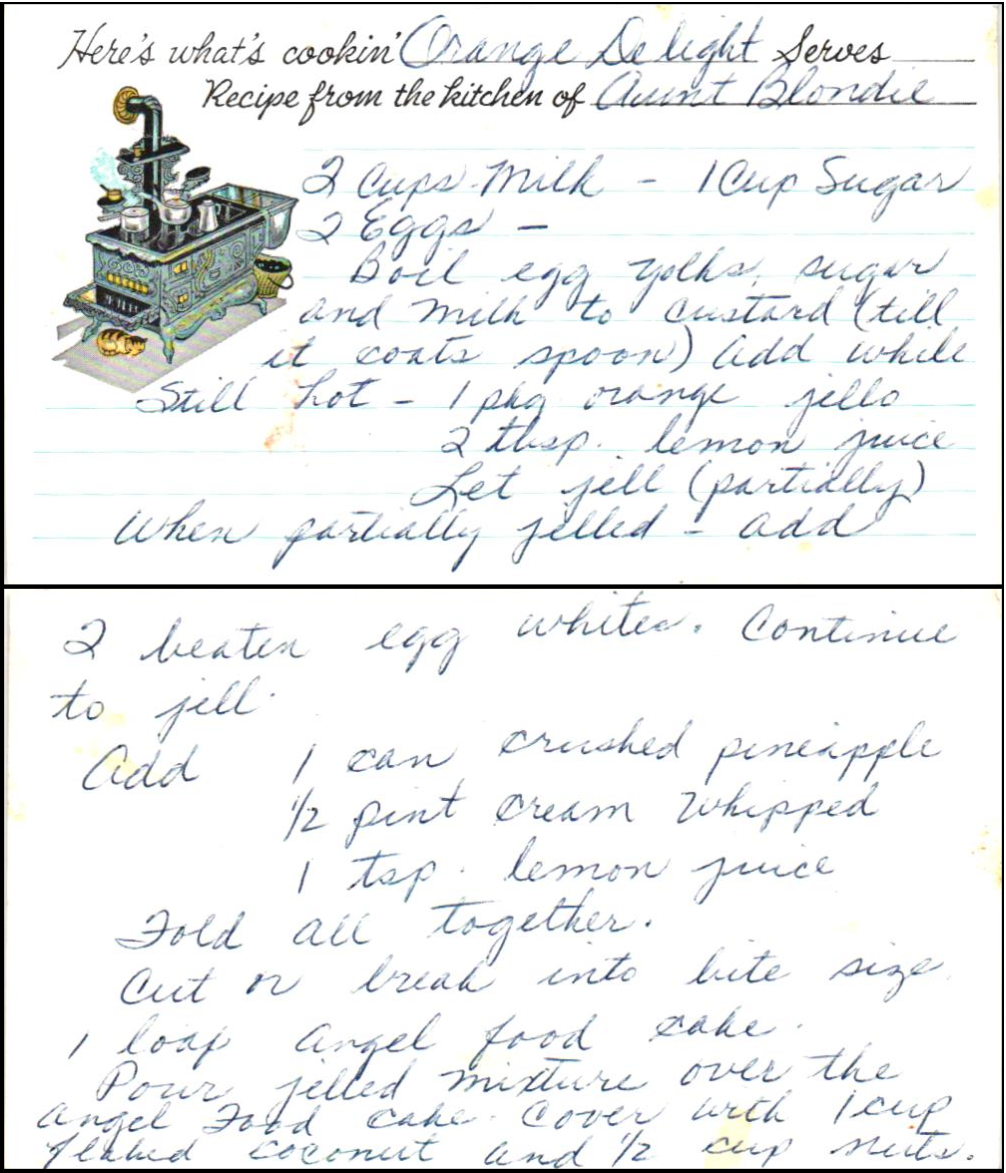 Here's what's cookin' Orange Delight Serves
Recipe from the kitchen of Aunt Blondie
2 Cups Milk - 1 Cup Sugar
2 Eggs -
Boil egg yolks, sugar
and milk to custard (till
it coats spoon) add while
Still hot - 1 pkg orange jello
2 tbsp. lemon juice
Let jell (partially)
When partially jelled - add
2 beaten egg whites. Continue
to jell.
Add 1 can crushed pineapple
1/2 pint cream whipped
1 tsp. lemon juice
Fold all together.
Cut or break into bite size
1 loaf angel food cake.
Pour jelled mixture over the
angel food cake. Cover with 1 cup
flaked coconut and 1/2 cup nuts.